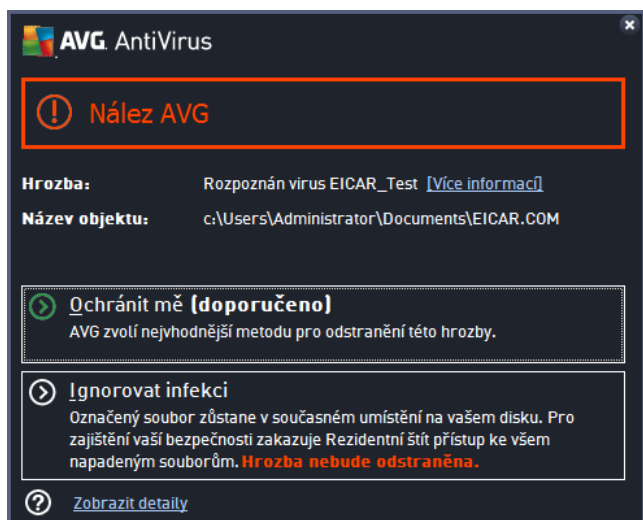 AVG. AntiVirus
Nález AVG
Hrozba: Rozpoznán virus EICAR_Test [Více informací]
Název objektu: c:\Users\Administrator\Documents\EICAR.COM
Ochránit mě (doporučeno)
AVG zvolí nejvhodnější metodu pro odstranění této hrozby.
Ignorovat infekci
Označený soubor zůstane v současném umístění na vašem disku. Pro
zajištění vaší bezpečnosti zakazuje Rezidentní štít přístup ke všem
napadeným souborům. Hrozba nebude odstraněna.
Zobrazit detaily